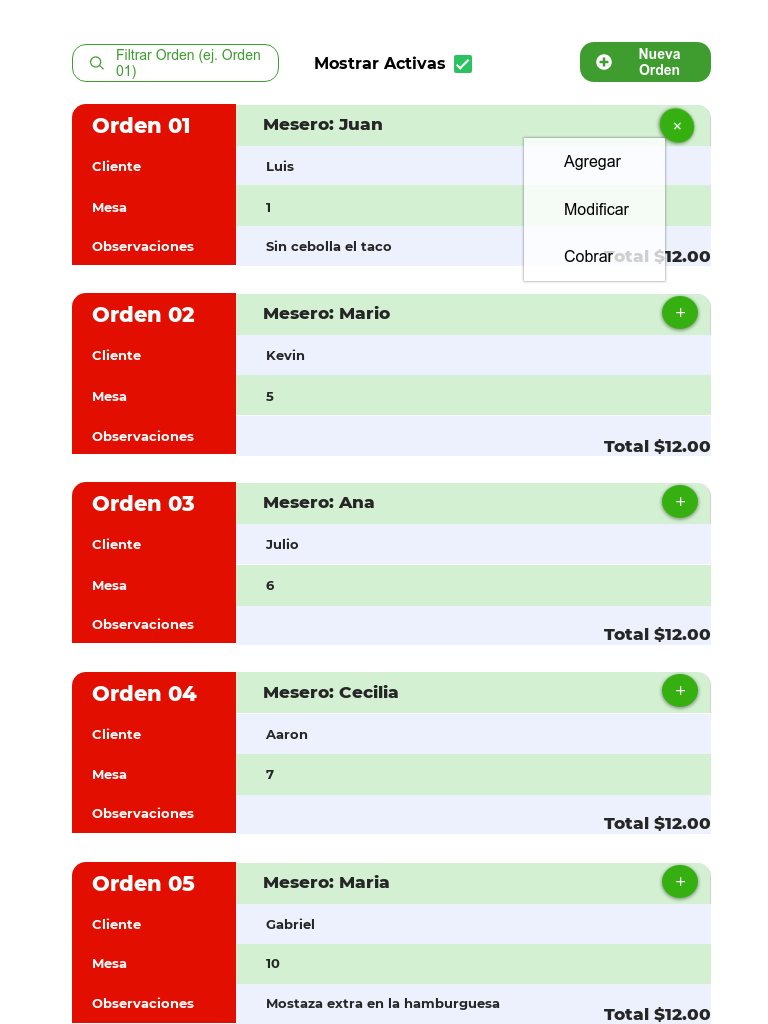 Filtrar Orden (ej. Orden
01)
Mostrar Activas
Nueva
Orden
Orden 01
Mesero: Juan
Cliente
Luis
Agregar
Mesa
1
Modificar
Observaciones
Sin cebolla el taco
Cobrar
Total $12.00
Orden 02
Mesero: Mario
Cliente
Kevin
Mesa
5
Observaciones
Total $12.00
Orden 03
Mesero: Ana
Cliente
Julio
Mesa
6
Observaciones
Total $12.00
Orden 04
Mesero: Cecilia
Cliente
Aaron
Mesa
7
Observaciones
Total $12.00
Orden 05
Mesero: Maria
Cliente
Gabriel
Mesa
10
Observaciones
Mostaza extra en la hamburguesa
Total $12.00